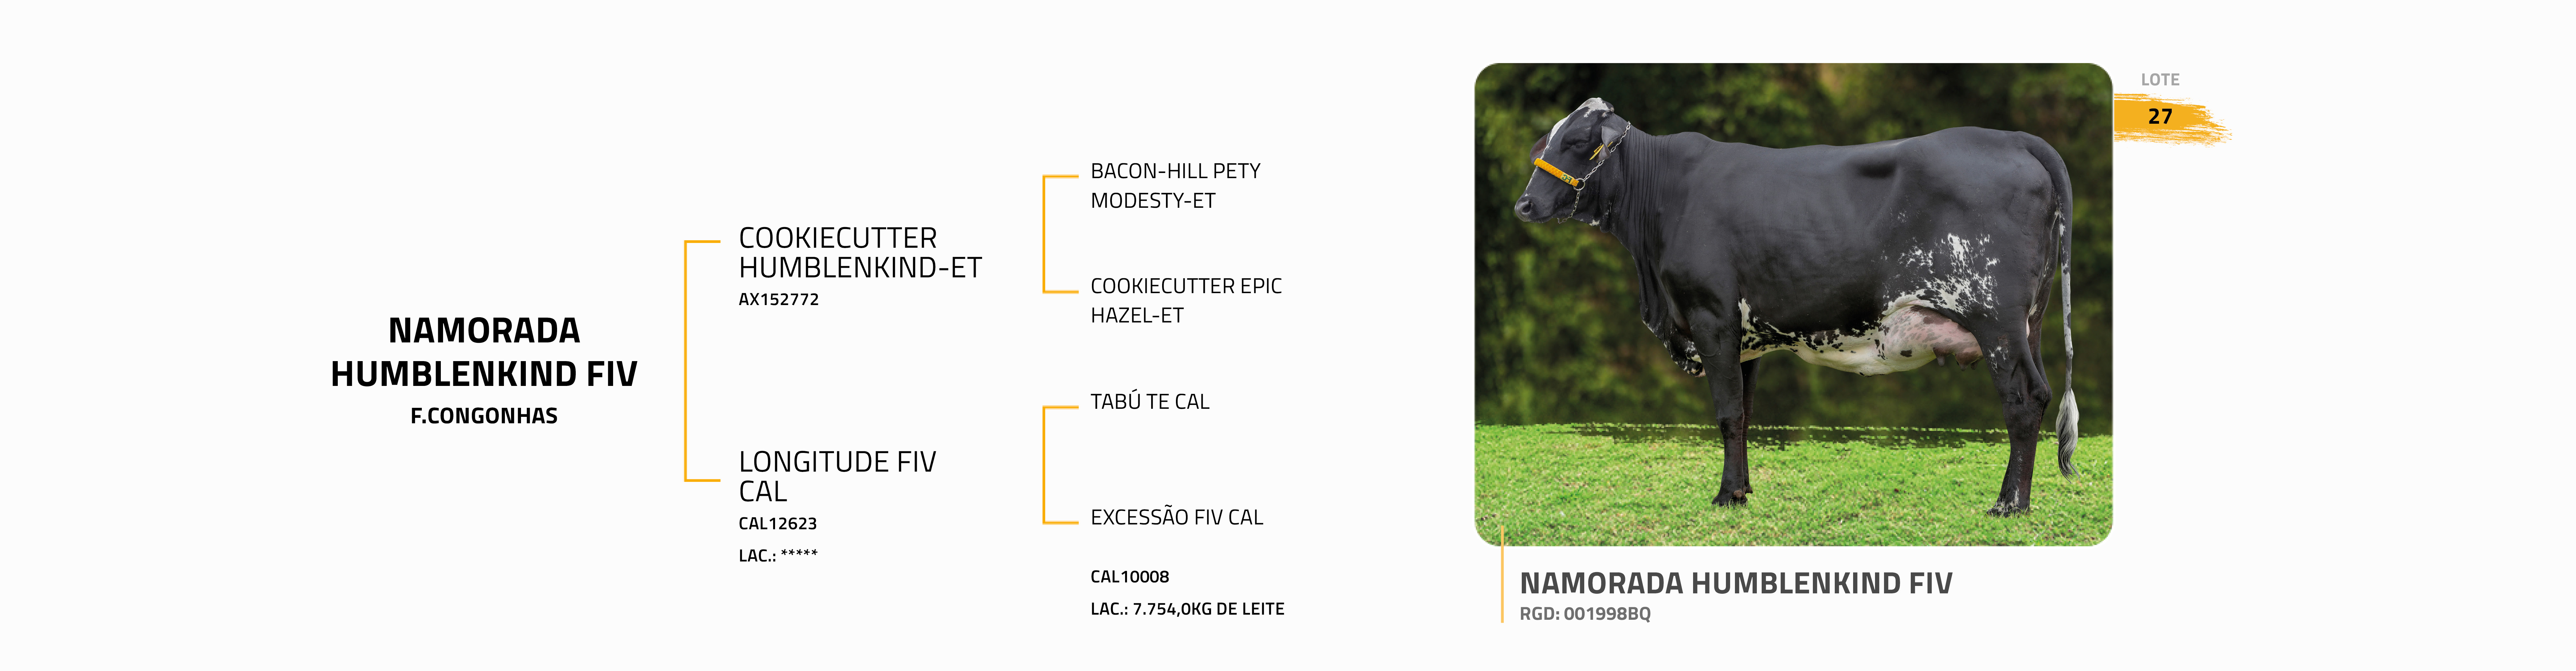 NAMORADA
HUMBLENKIND FIV
F.CONGONHAS
COOKIECUTTER
HUMBLENKIND-ET
AX152772
LONGITUDE FIV
CAL
CAL12623
LAC.: *****
BACON-HILL PETY
MODESTY-ET
COOKIECUTTER EPIC
HAZEL-ET
TABÚ TE CAL
EXCESSÃO FIV CAL
CAL10008
LAC.: 7.754,0KG DE LEITE
LOTE
27
NAMORADA HUMBLENKIND FIV
RGD: 001998BQ